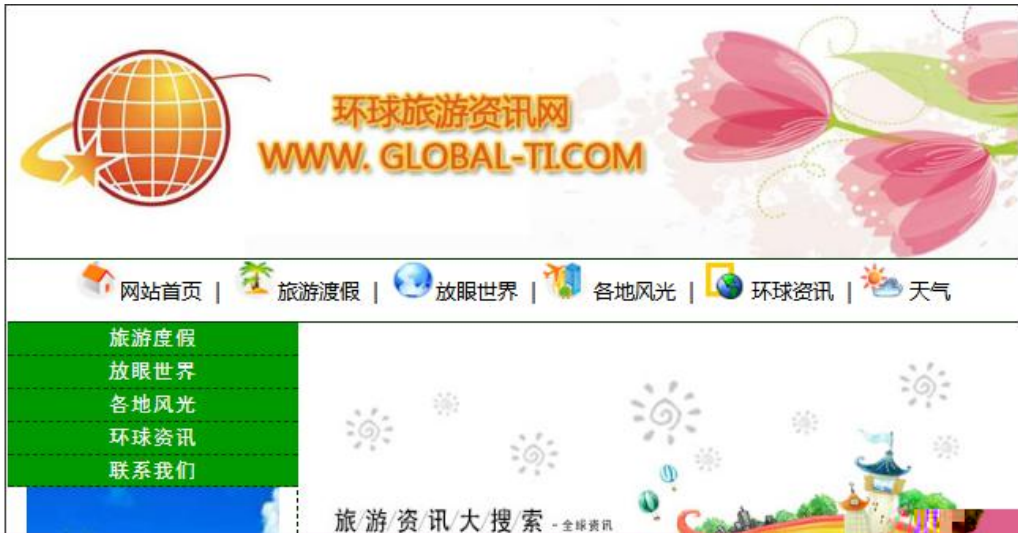 环球旅游资讯网
WWW. GLOBAL-TI.COM
网站首页 | 旅游渡假 | 放眼世界 | 各地风光 | 环球资讯 | 天气
旅游度假
放眼世界
各地风光
环球资讯
联系我们
旅/游/资/讯/大/搜/索 - 全球资讯